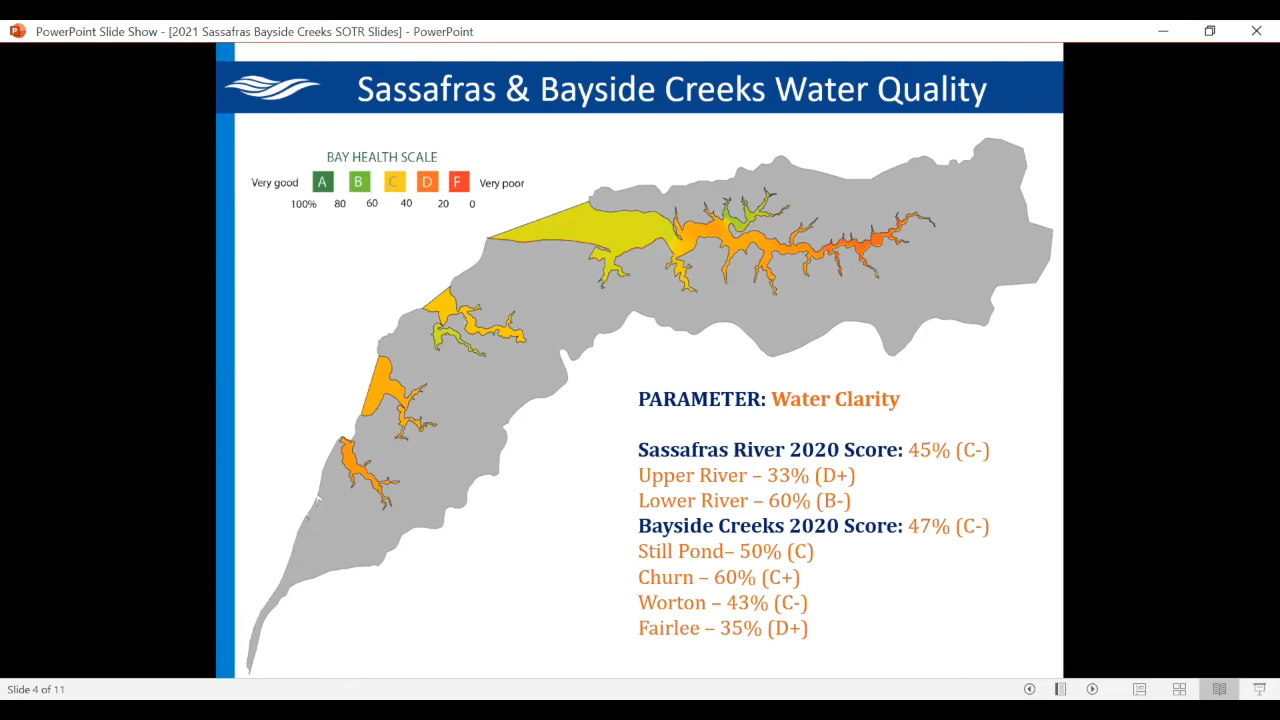 PowerPoint Slide Show - [2021 Sassafras Bayside Creeks SOTR Slides] - PowerPoint
Sassafras & Bayside Creeks Water Quality
BAY HEALTH SCALE
Very good A B C D F Very poor
100% 80 60 40 20 0
PARAMETER: Water Clarity
Sassafras River 2020 Score: 45% (C-)
Upper River – 33% (D+)
Lower River – 60% (B-)
Bayside Creeks 2020 Score: 47% (C-)
Still Pond– 50% (C)
Churn – 60% (C+)
Worton – 43% (C-)
Fairlee – 35% (D+)
Slide 4 of 11